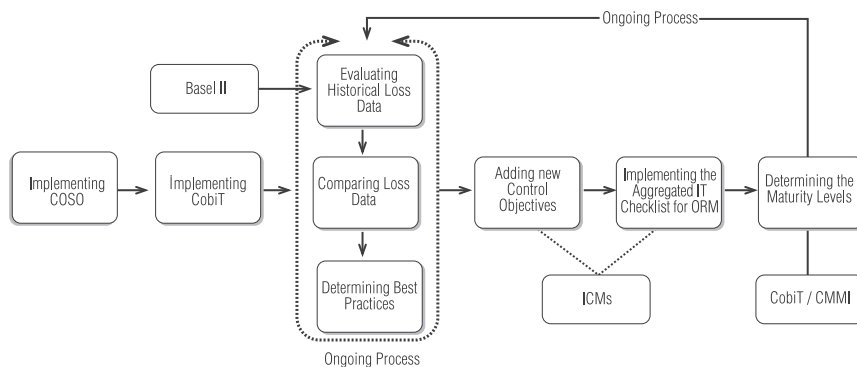 Ongoing Process
Evaluating
Historical Loss
Data
Basel II
Implementing
COSO
Implementing
CobiT
Comparing Loss
Data
Adding new
Control
Objectives
Implementing the
Aggregated IT
Checklist for ORM
Determining the
Maturity Levels
Determining Best
Practices
ICMs
CobiT / CMMI
Ongoing Process